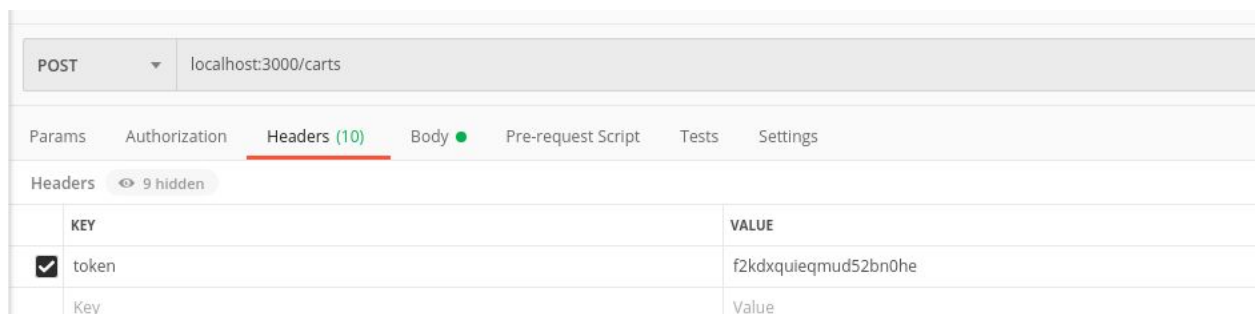 POST localhost:3000/carts
Params Authorization Headers (10) Body Pre-request Script Tests Settings
Headers 9 hidden
KEY VALUE
token f2kdxquieqmud52bn0he
Key Value